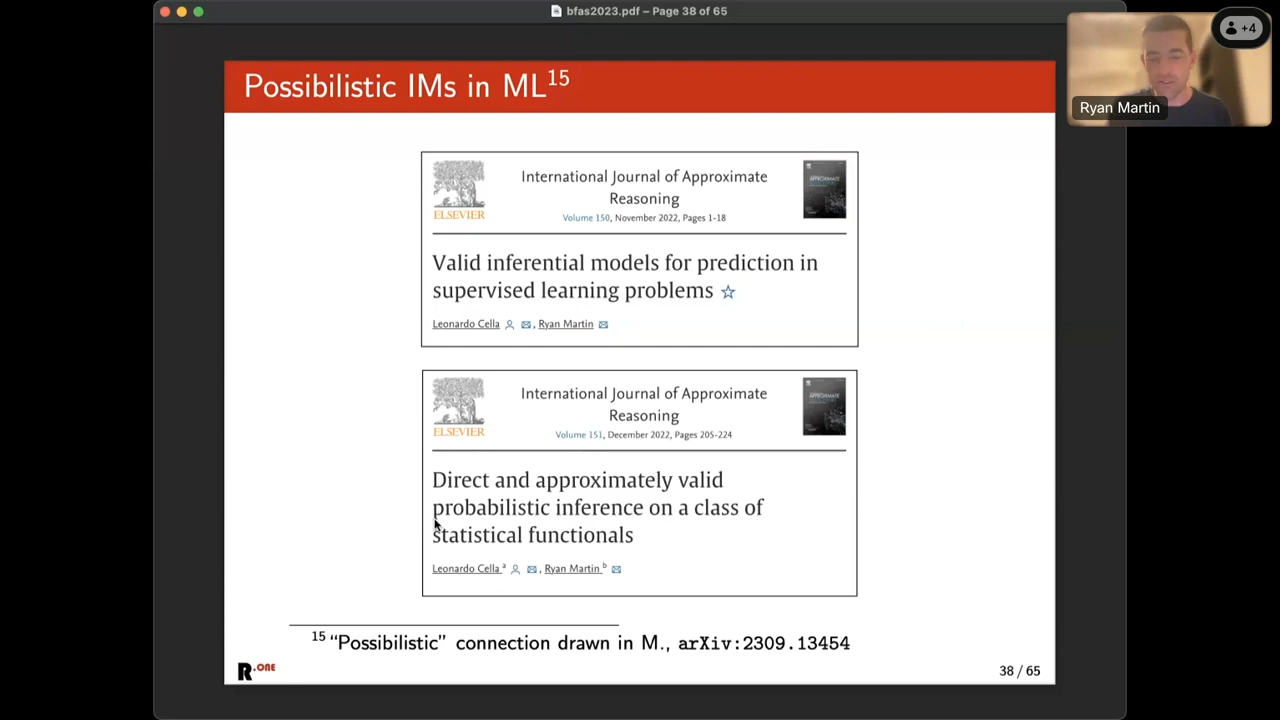 bfas2023.pdf – Page 38 of 65
+4
Ryan Martin
Possibilistic IMs in ML15
ELSEVIER
International Journal of Approximate
Reasoning
Volume 150, November 2022, Pages 1-18
Valid inferential models for prediction in
supervised learning problems ☆
Leonardo Cella , Ryan Martin
ELSEVIER
International Journal of Approximate
Reasoning
Volume 151, December 2022, Pages 205-224
Direct and approximately valid
probabilistic inference on a class of
statistical functionals
Leonardo Cella a , Ryan Martin b
15 “Possibilistic” connection drawn in M., arXiv:2309.13454
R.ONE
38 / 65